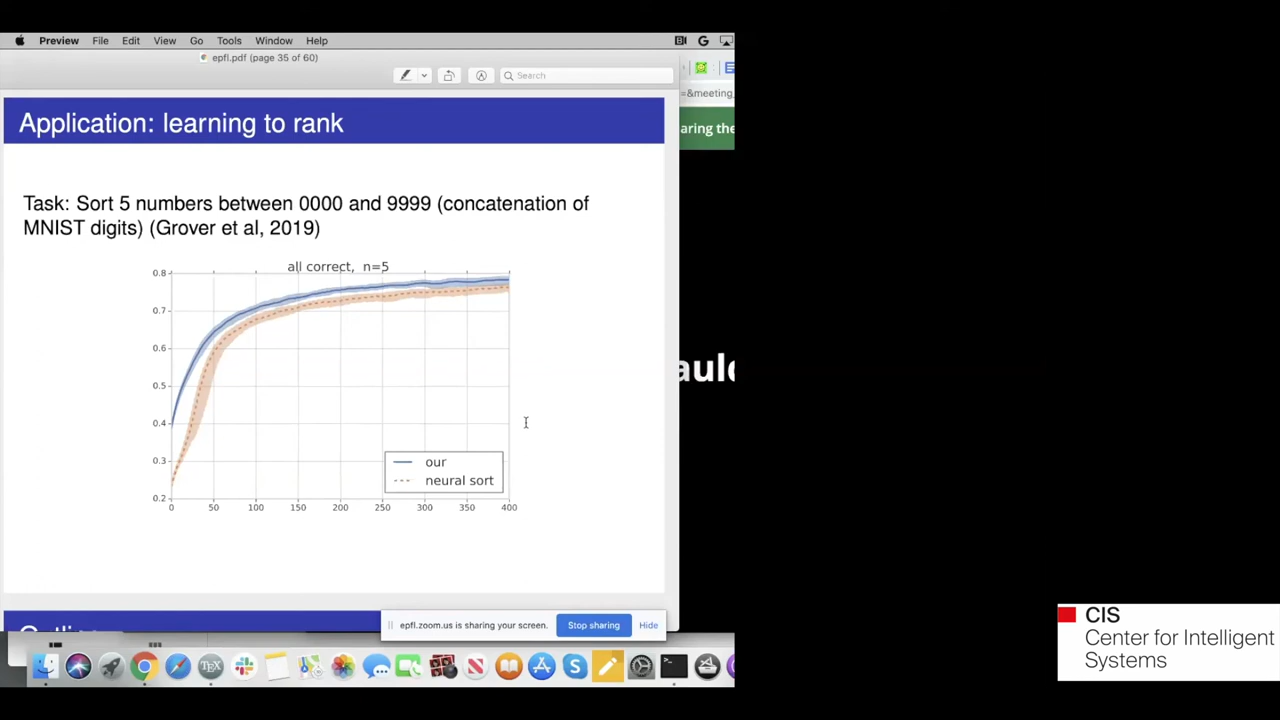 Preview File Edit View Go Tools Window Help
epfl.pdf (page 35 of 60)
Search
=&meeting_
aring the
Application: learning to rank
Task: Sort 5 numbers between 0000 and 9999 (concatenation of
MNIST digits) (Grover et al, 2019)
all correct, n=5
0.8
0.7
0.6
0.5
0.4
0.3
0.2
0 50 100 150 200 250 300 350 400
our
neural sort
auld
epfl.zoom.us is sharing your screen. Stop sharing Hide
CIS
Center for Intelligent
Systems